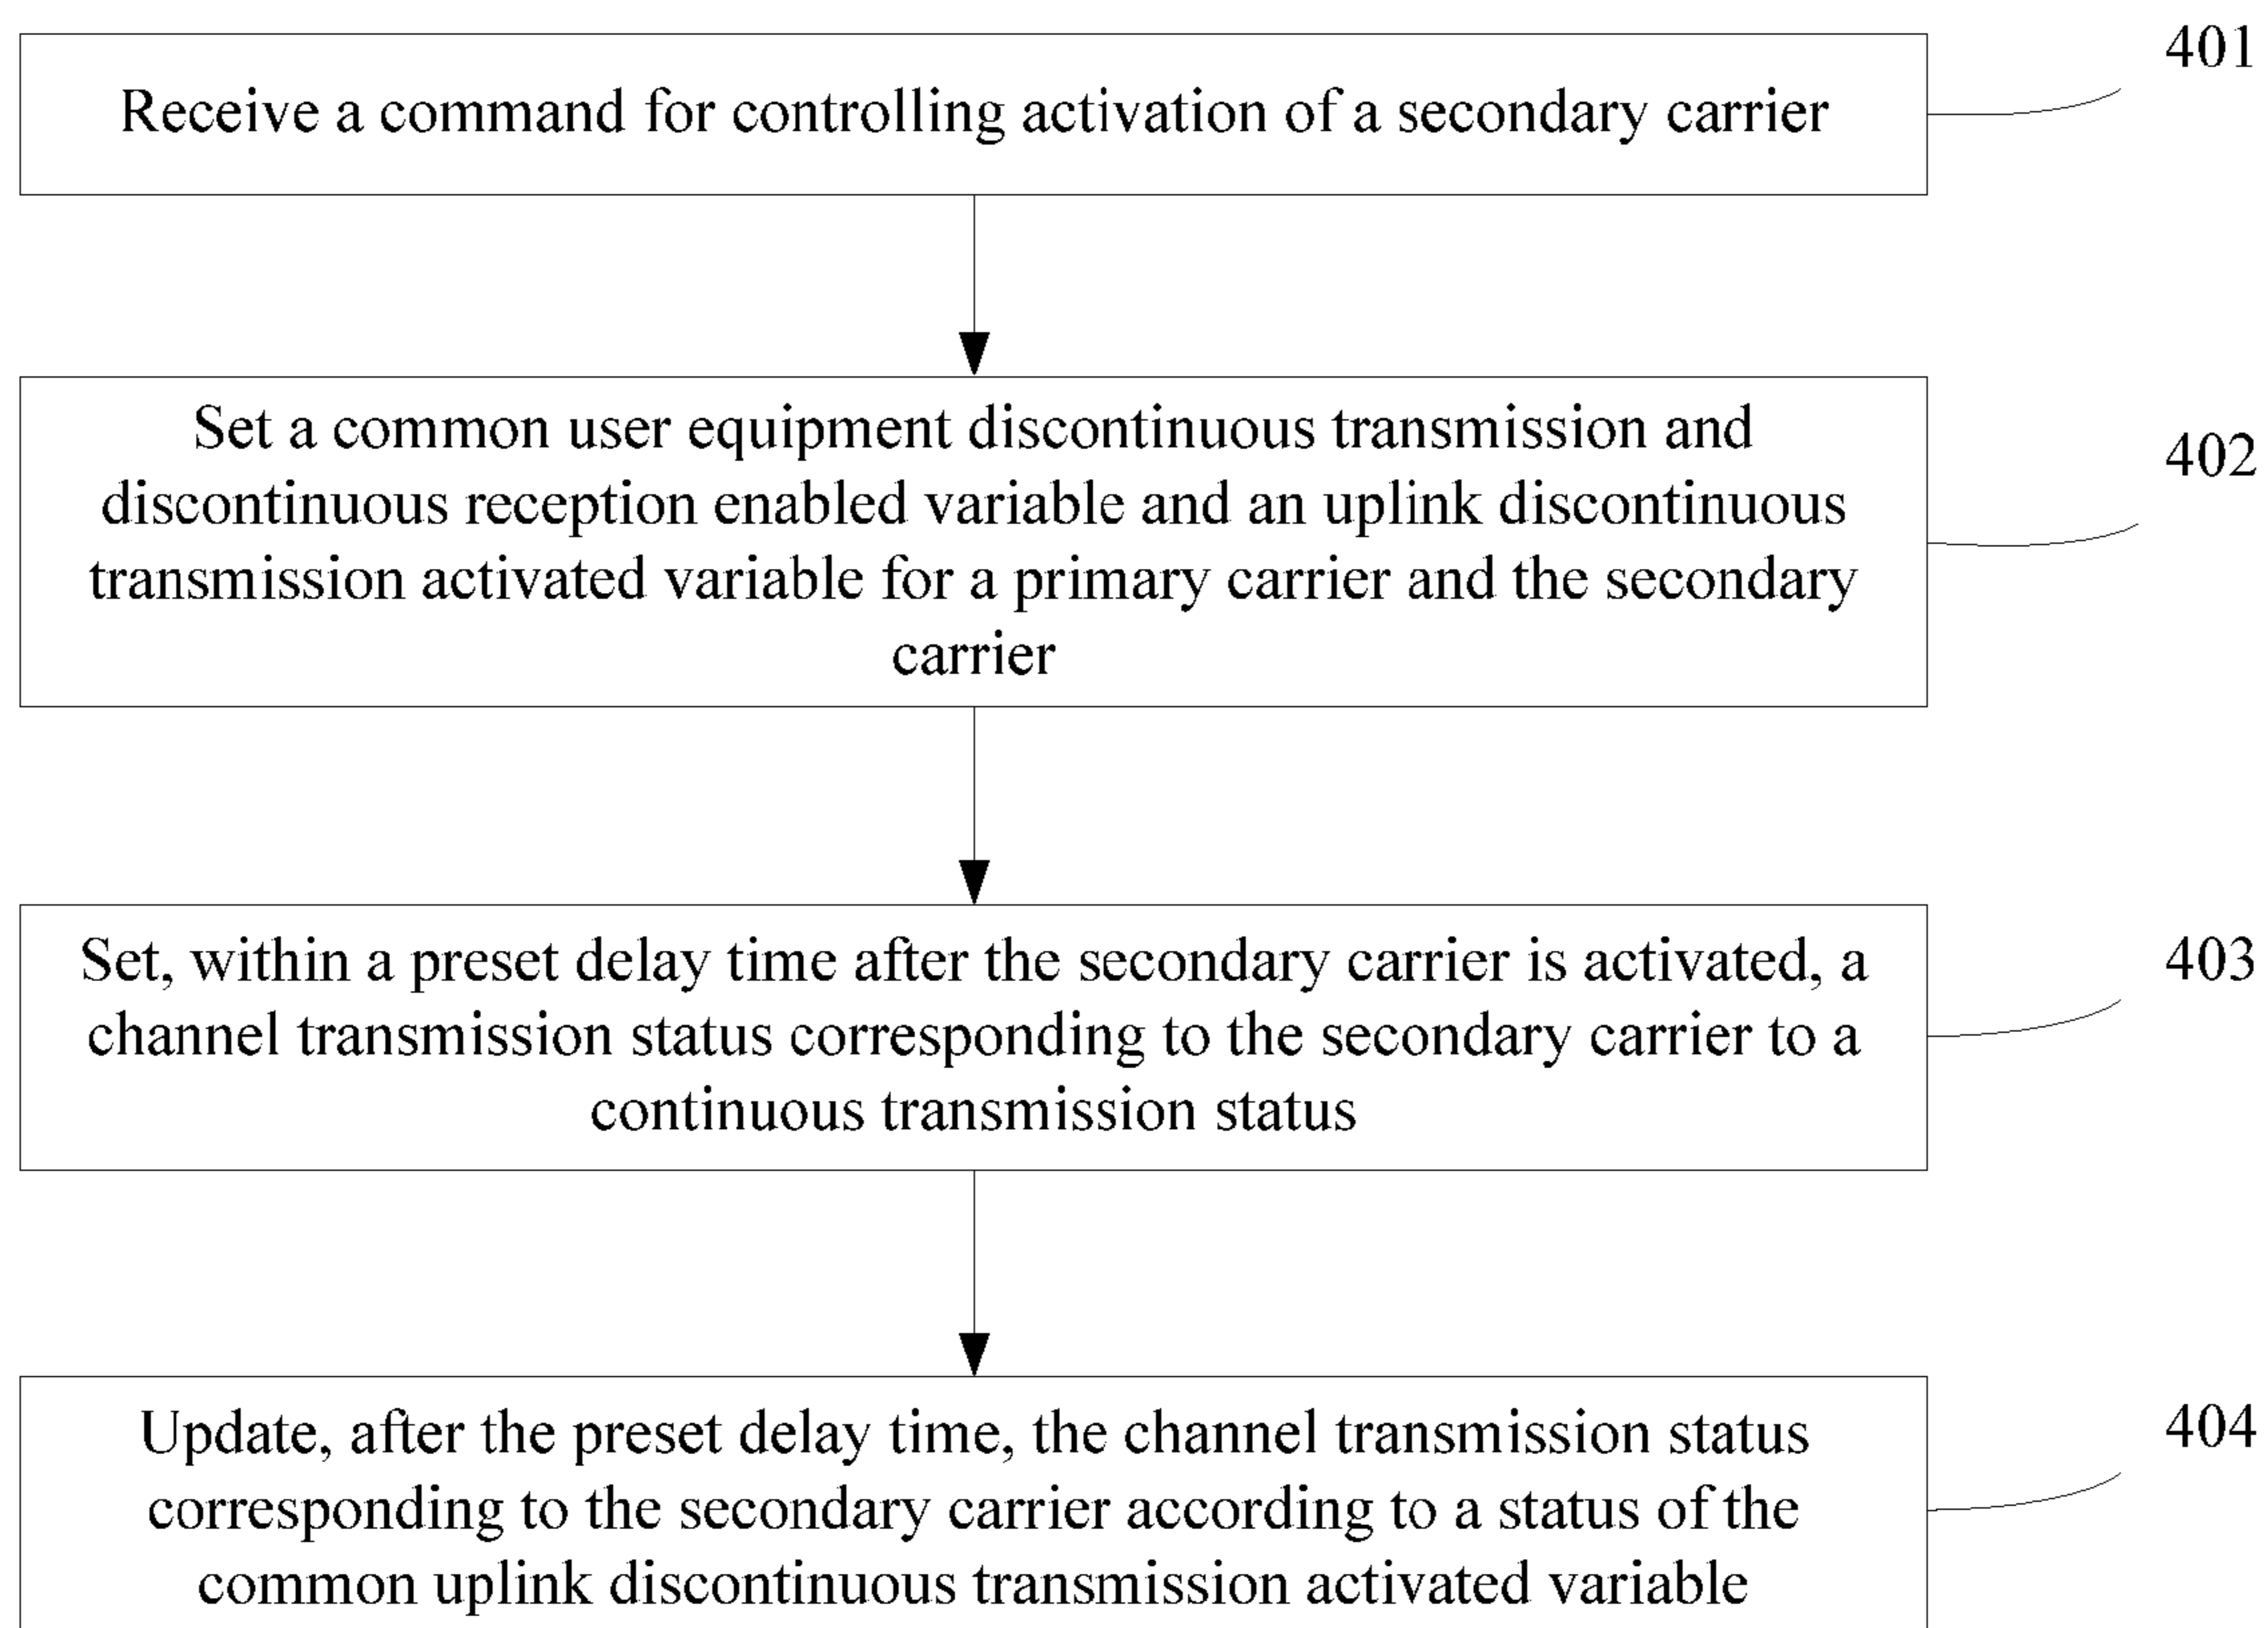 401
Receive a command for controlling activation of a secondary carrier
Set a common user equipment discontinuous transmission and
discontinuous reception enabled variable and an uplink discontinuous
transmission activated variable for a primary carrier and the secondary
carrier
402
Set, within a preset delay time after the secondary carrier is activated, a
channel transmission status corresponding to the secondary carrier to a
continuous transmission status
403
Update, after the preset delay time, the channel transmission status
corresponding to the secondary carrier according to a status of the
common uplink discontinuous transmission activated variable
404